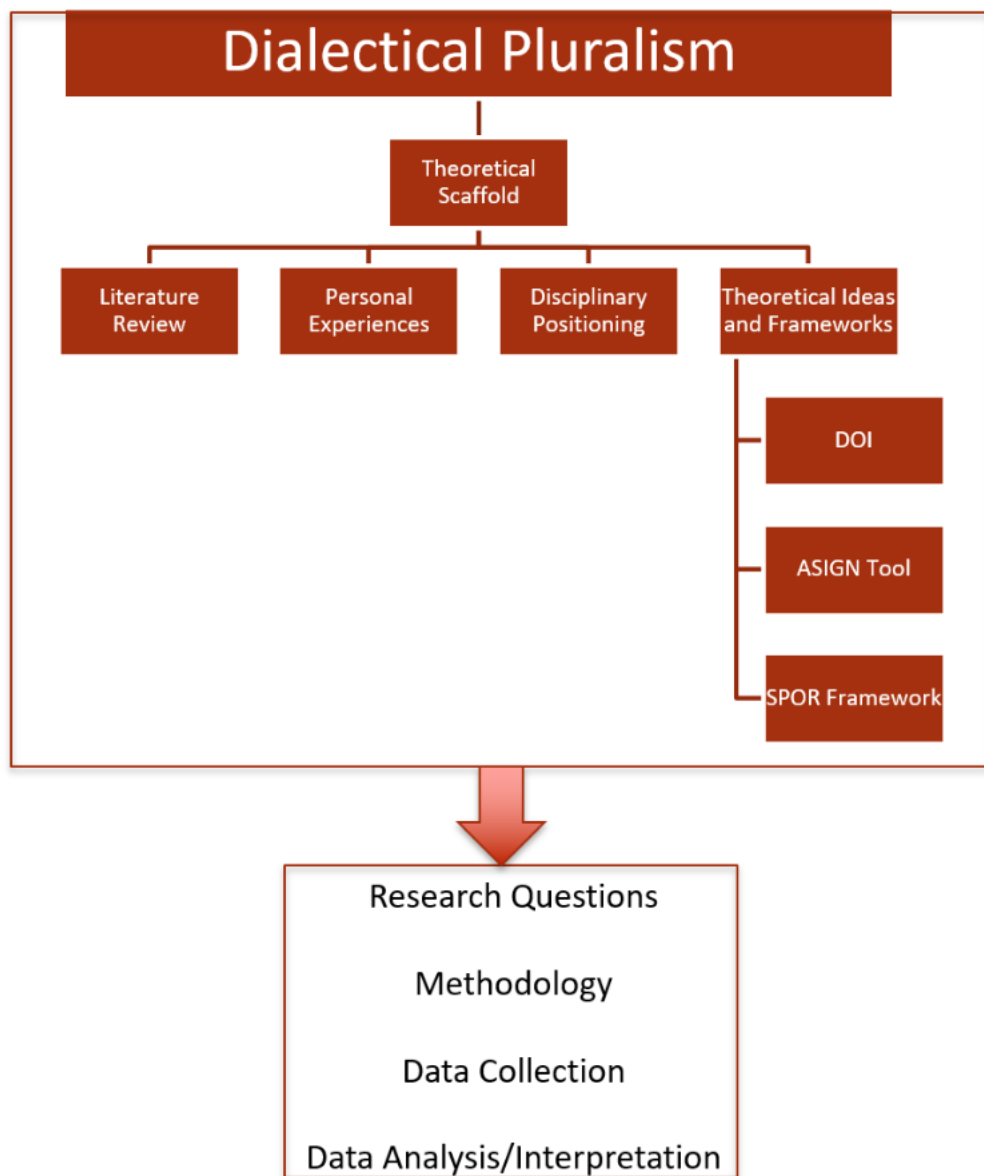 Dialectical Pluralism
Theoretical
Scaffold
Literature
Review
Personal
Experiences
Disciplinary
Positioning
Theoretical Ideas
and Frameworks
DOI
ASIGN Tool
SPOR Framework
Research Questions
Methodology
Data Collection
Data Analysis/Interpretation